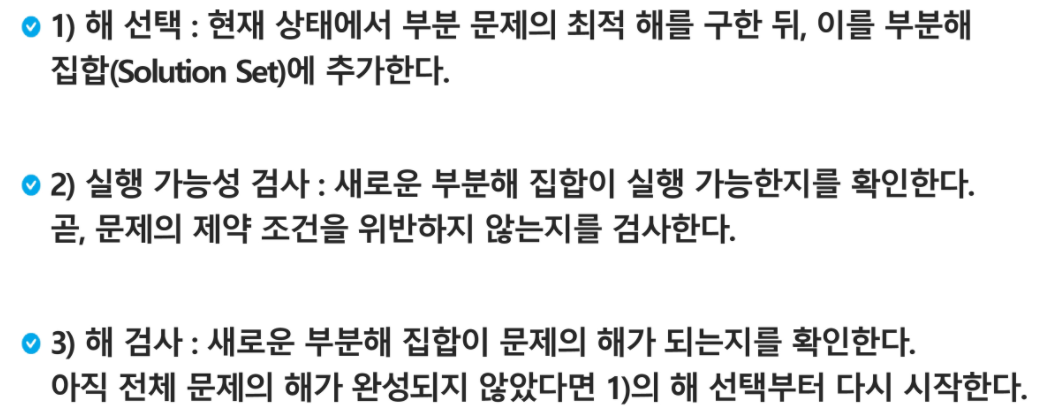 1) 해 선택 : 현재 상태에서 부분 문제의 최적 해를 구한 뒤, 이를 부분해
집합(Solution Set)에 추가한다.
2) 실행 가능성 검사 : 새로운 부분해 집합이 실행 가능한지를 확인한다.
곧, 문제의 제약 조건을 위반하지 않는지를 검사한다.
3) 해 검사 : 새로운 부분해 집합이 문제의 해가 되는지를 확인한다.
아직 전체 문제의 해가 완성되지 않았다면 1)의 해 선택부터 다시 시작한다.